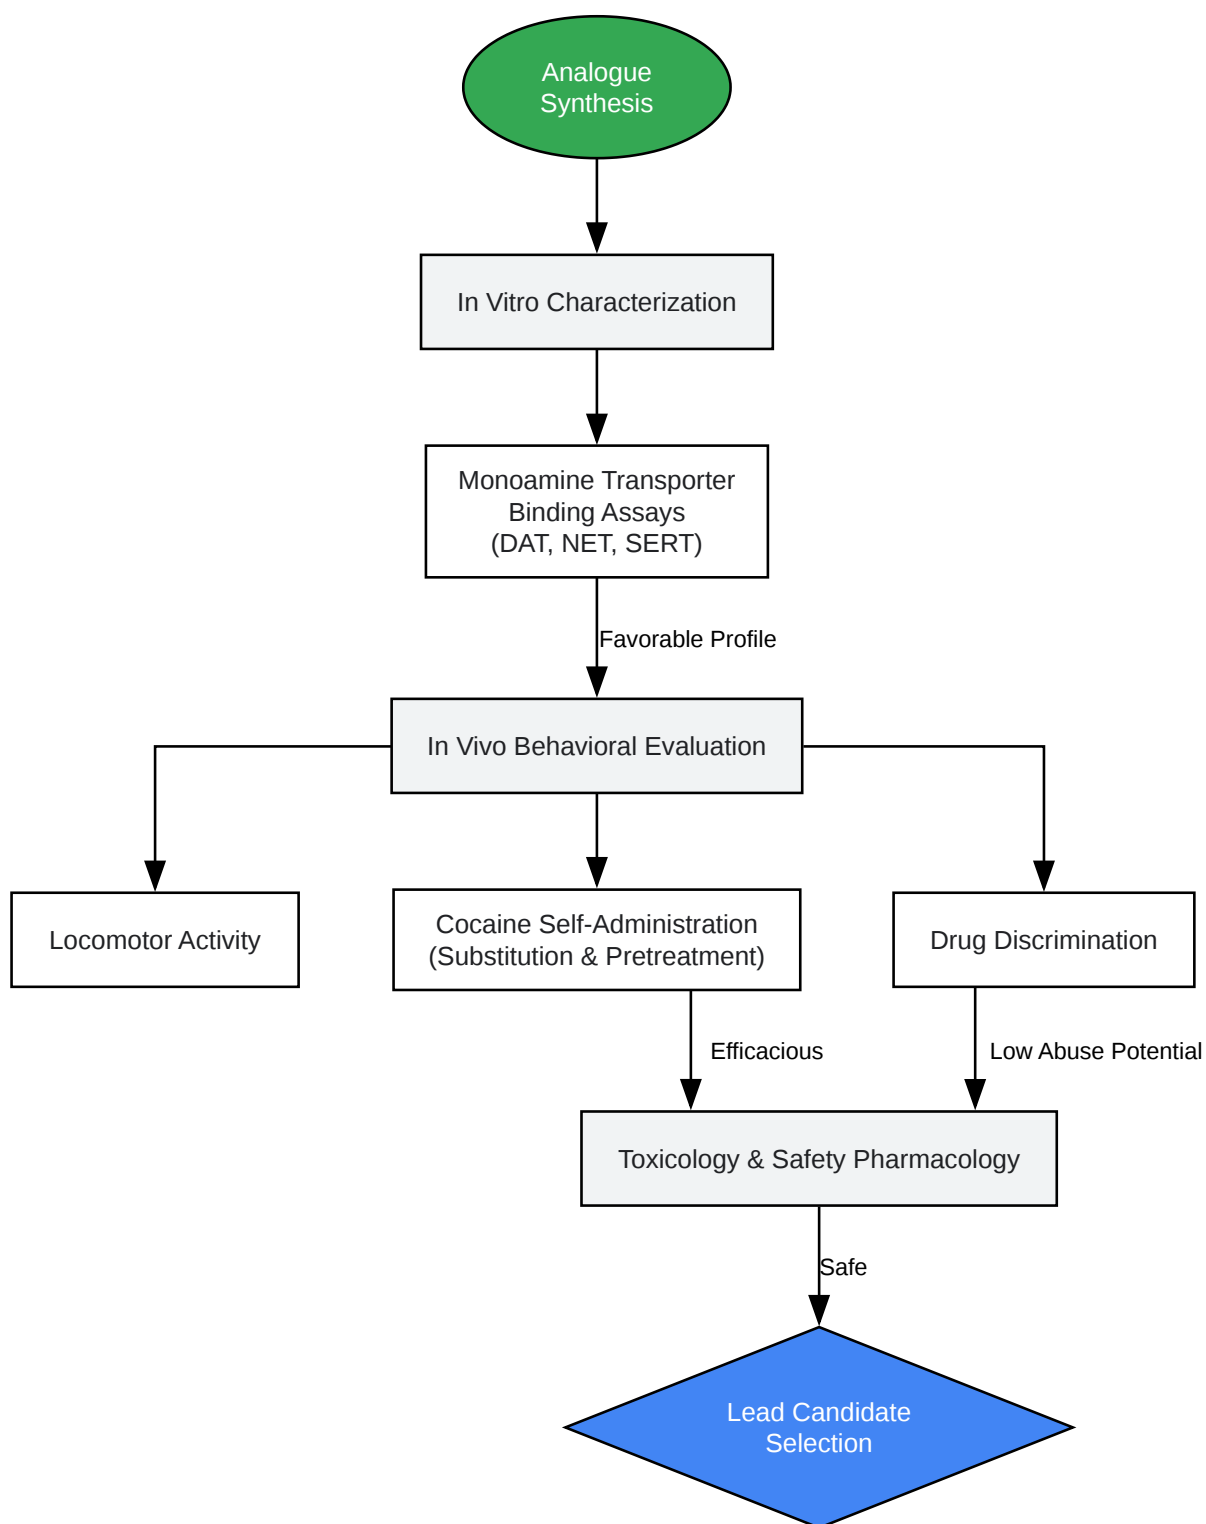 Analogue
Synthesis
In Vitro Characterization
Monoamine Transporter
Binding Assays
(DAT, NET, SERT)
Favorable Profile
In Vivo Behavioral Evaluation
Locomotor Activity
Cocaine Self-Administration
(Substitution & Pretreatment)
Drug Discrimination
Efficacious
Low Abuse Potential
Toxicology & Safety Pharmacology
Safe
Lead Candidate
Selection